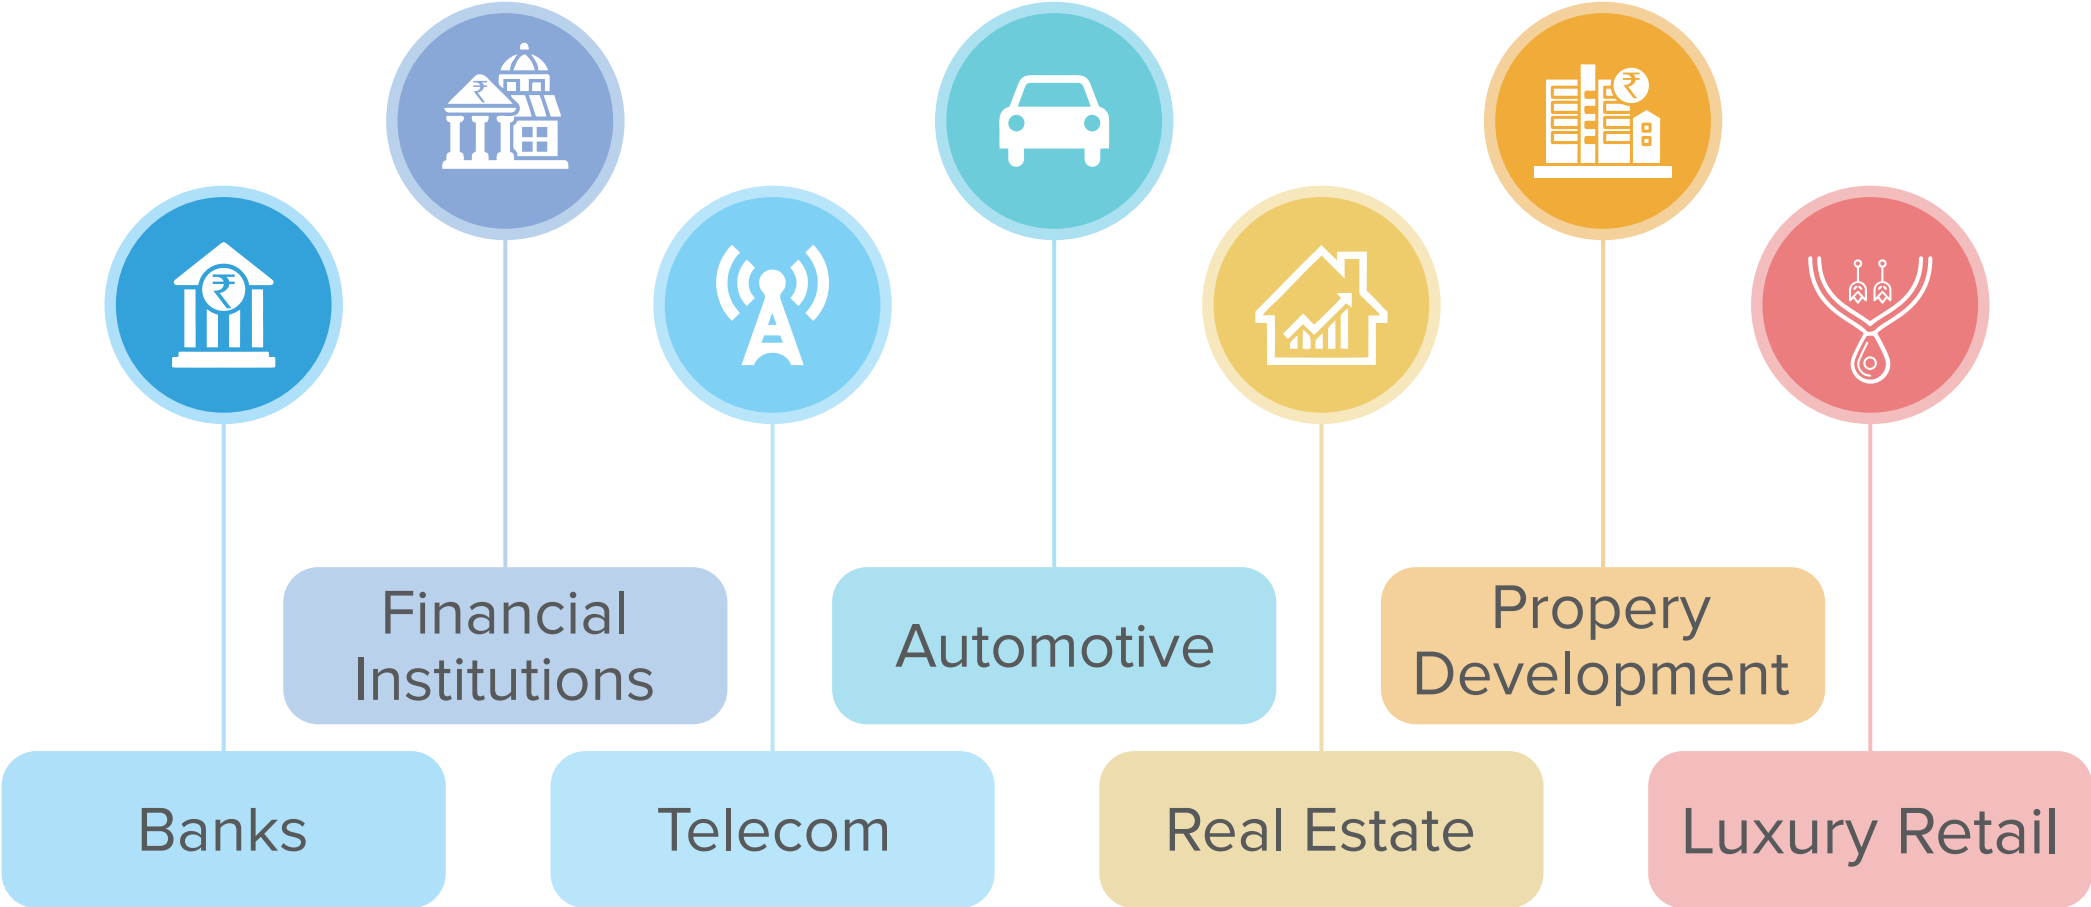 ₹
₹
₹
Financial
Institutions
Automotive
Propery
Development
Banks
Telecom
Real Estate
Luxury Retail